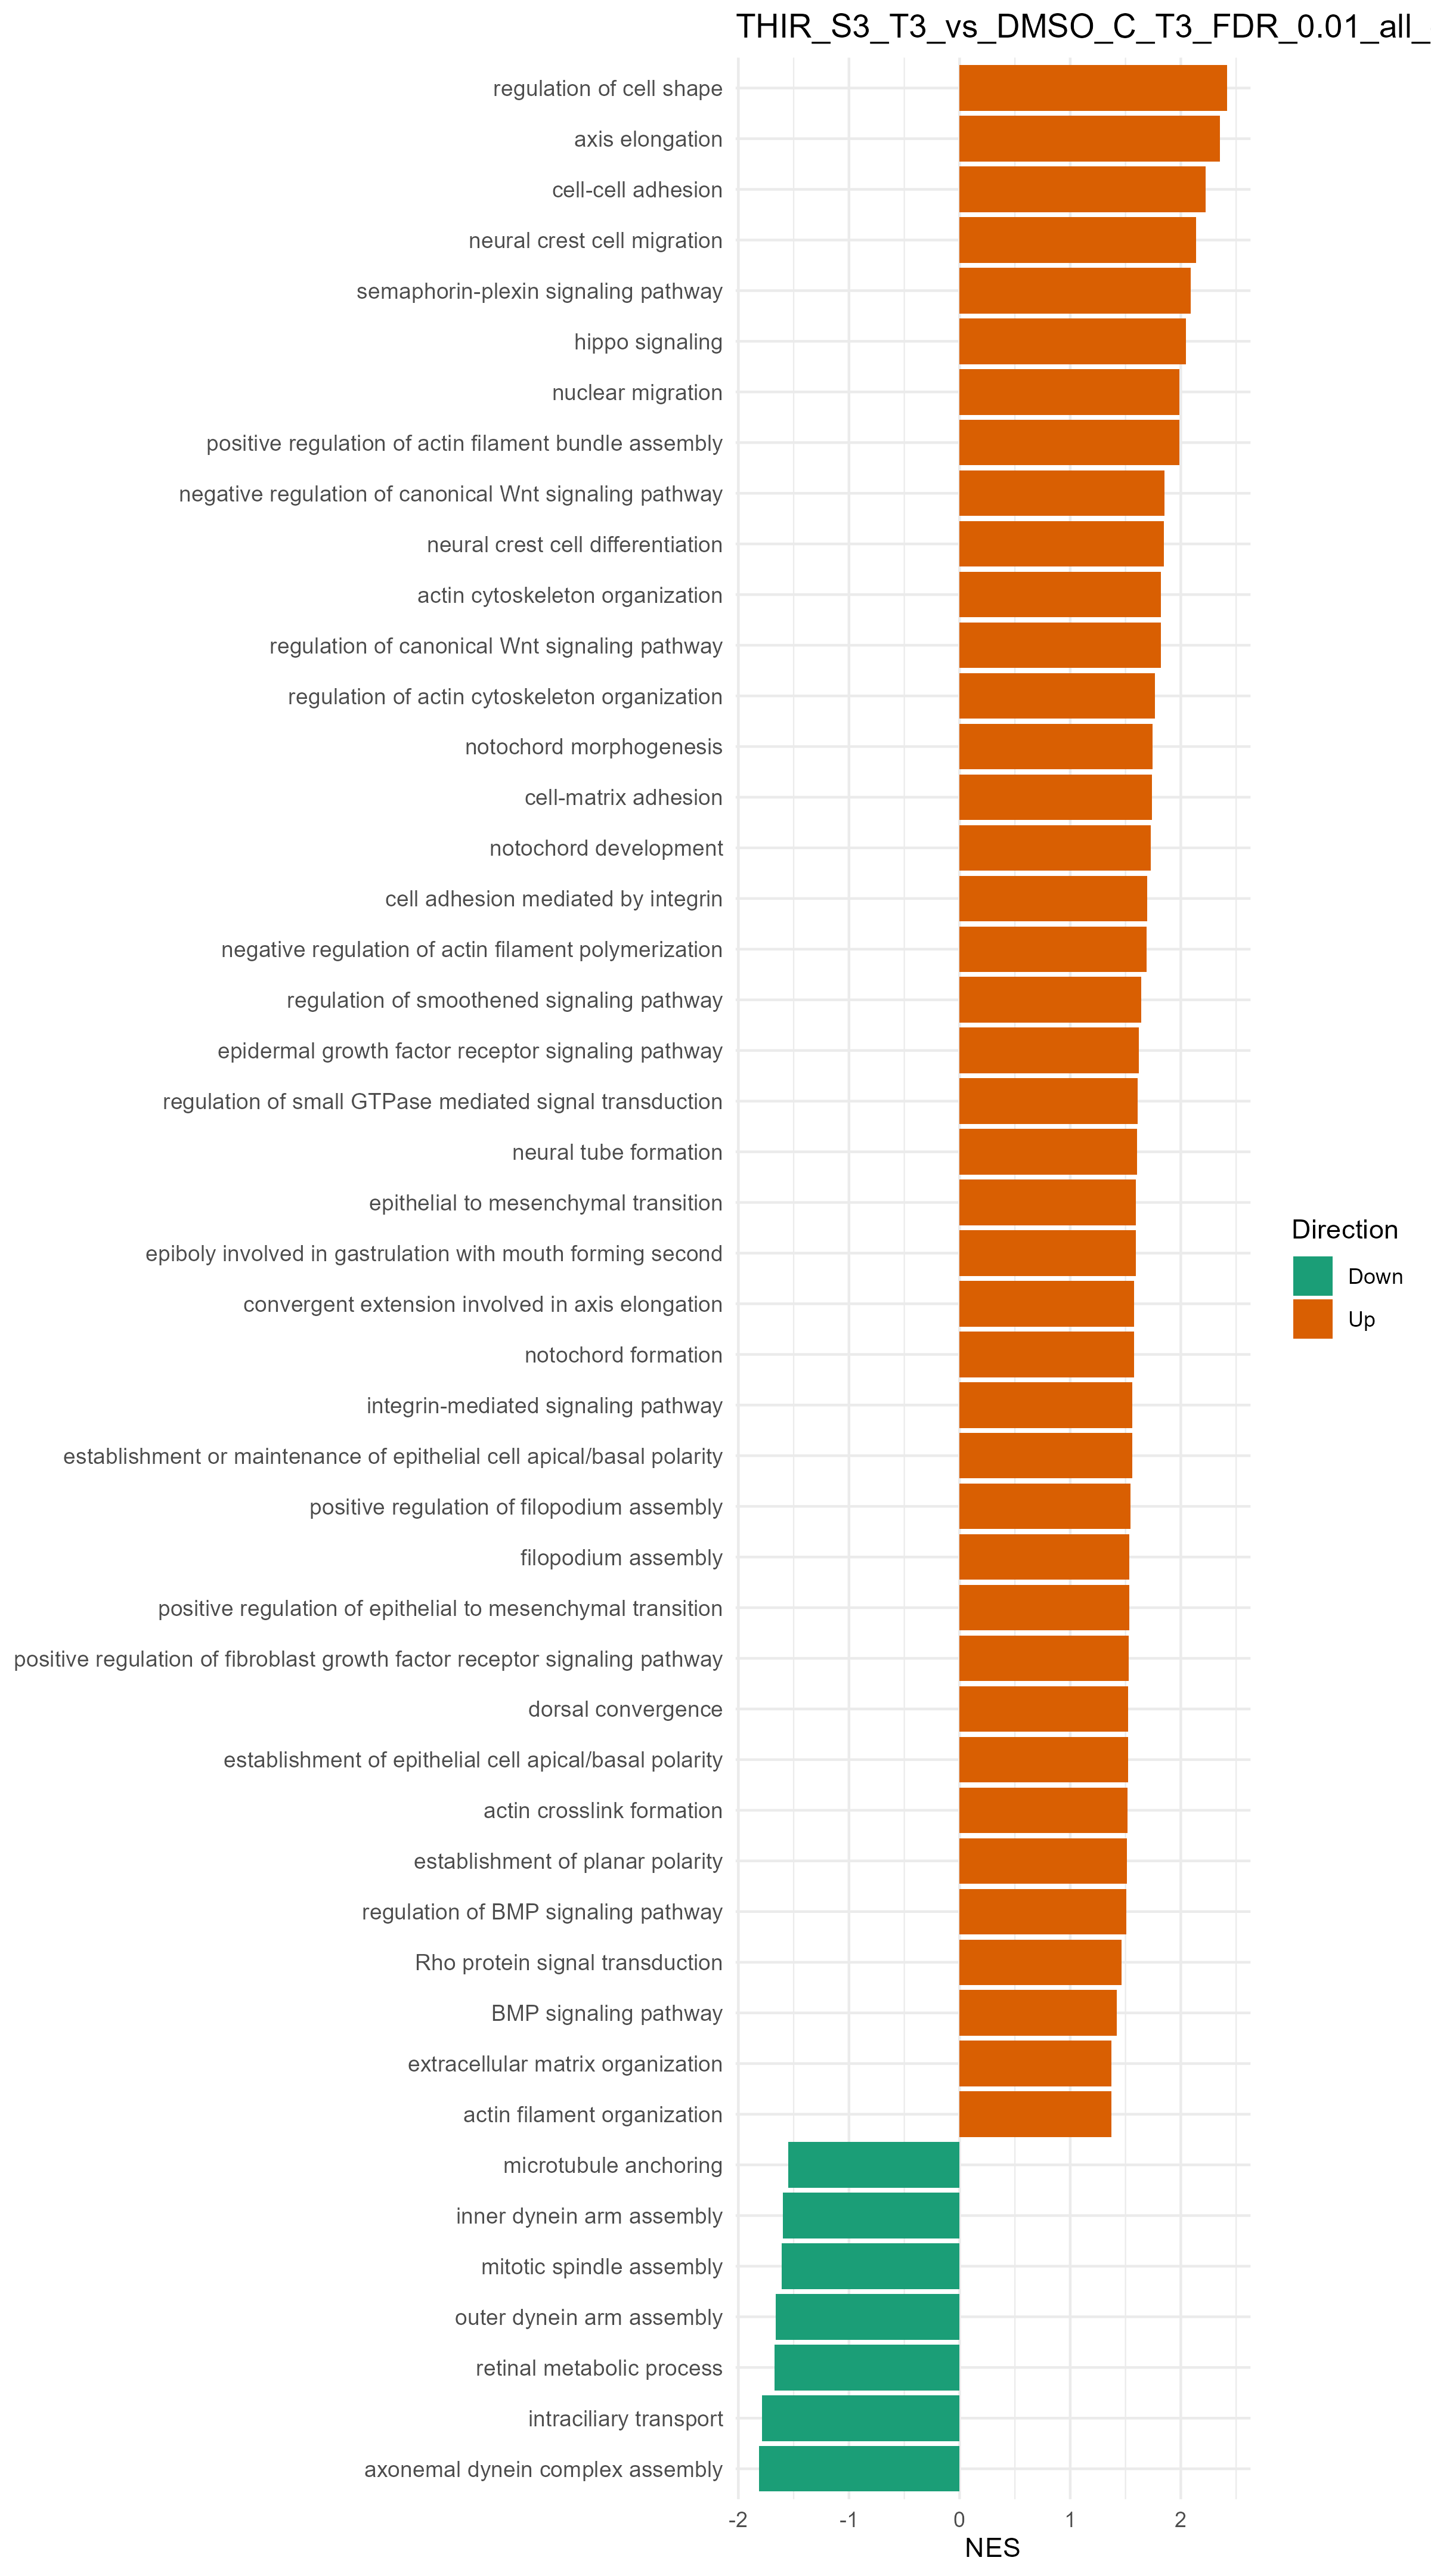 THIR_S3_T3_vs_DMSO_C_T3_FDR_0.01_all_
regulation of cell shape
axis elongation
cell-cell adhesion
neural crest cell migration
semaphorin-plexin signaling pathway
hippo signaling
nuclear migration
positive regulation of actin filament bundle assembly
negative regulation of canonical Wnt signaling pathway
neural crest cell differentiation
actin cytoskeleton organization
regulation of canonical Wnt signaling pathway
regulation of actin cytoskeleton organization
notochord morphogenesis
cell-matrix adhesion
notochord development
cell adhesion mediated by integrin
negative regulation of actin filament polymerization
regulation of smoothened signaling pathway
epidermal growth factor receptor signaling pathway
regulation of small GTPase mediated signal transduction
neural tube formation
epithelial to mesenchymal transition
epiboly involved in gastrulation with mouth forming second
convergent extension involved in axis elongation
notochord formation
integrin-mediated signaling pathway
establishment or maintenance of epithelial cell apical/basal polarity
positive regulation of filopodium assembly
filopodium assembly
positive regulation of epithelial to mesenchymal transition
positive regulation of fibroblast growth factor receptor signaling pathway
dorsal convergence
establishment of epithelial cell apical/basal polarity
actin crosslink formation
establishment of planar polarity
regulation of BMP signaling pathway
Rho protein signal transduction
BMP signaling pathway
extracellular matrix organization
actin filament organization
microtubule anchoring
inner dynein arm assembly
mitotic spindle assembly
outer dynein arm assembly
retinal metabolic process
intraciliary transport
axonemal dynein complex assembly
-2 -1 0 1 2
NES
Direction
Down
Up